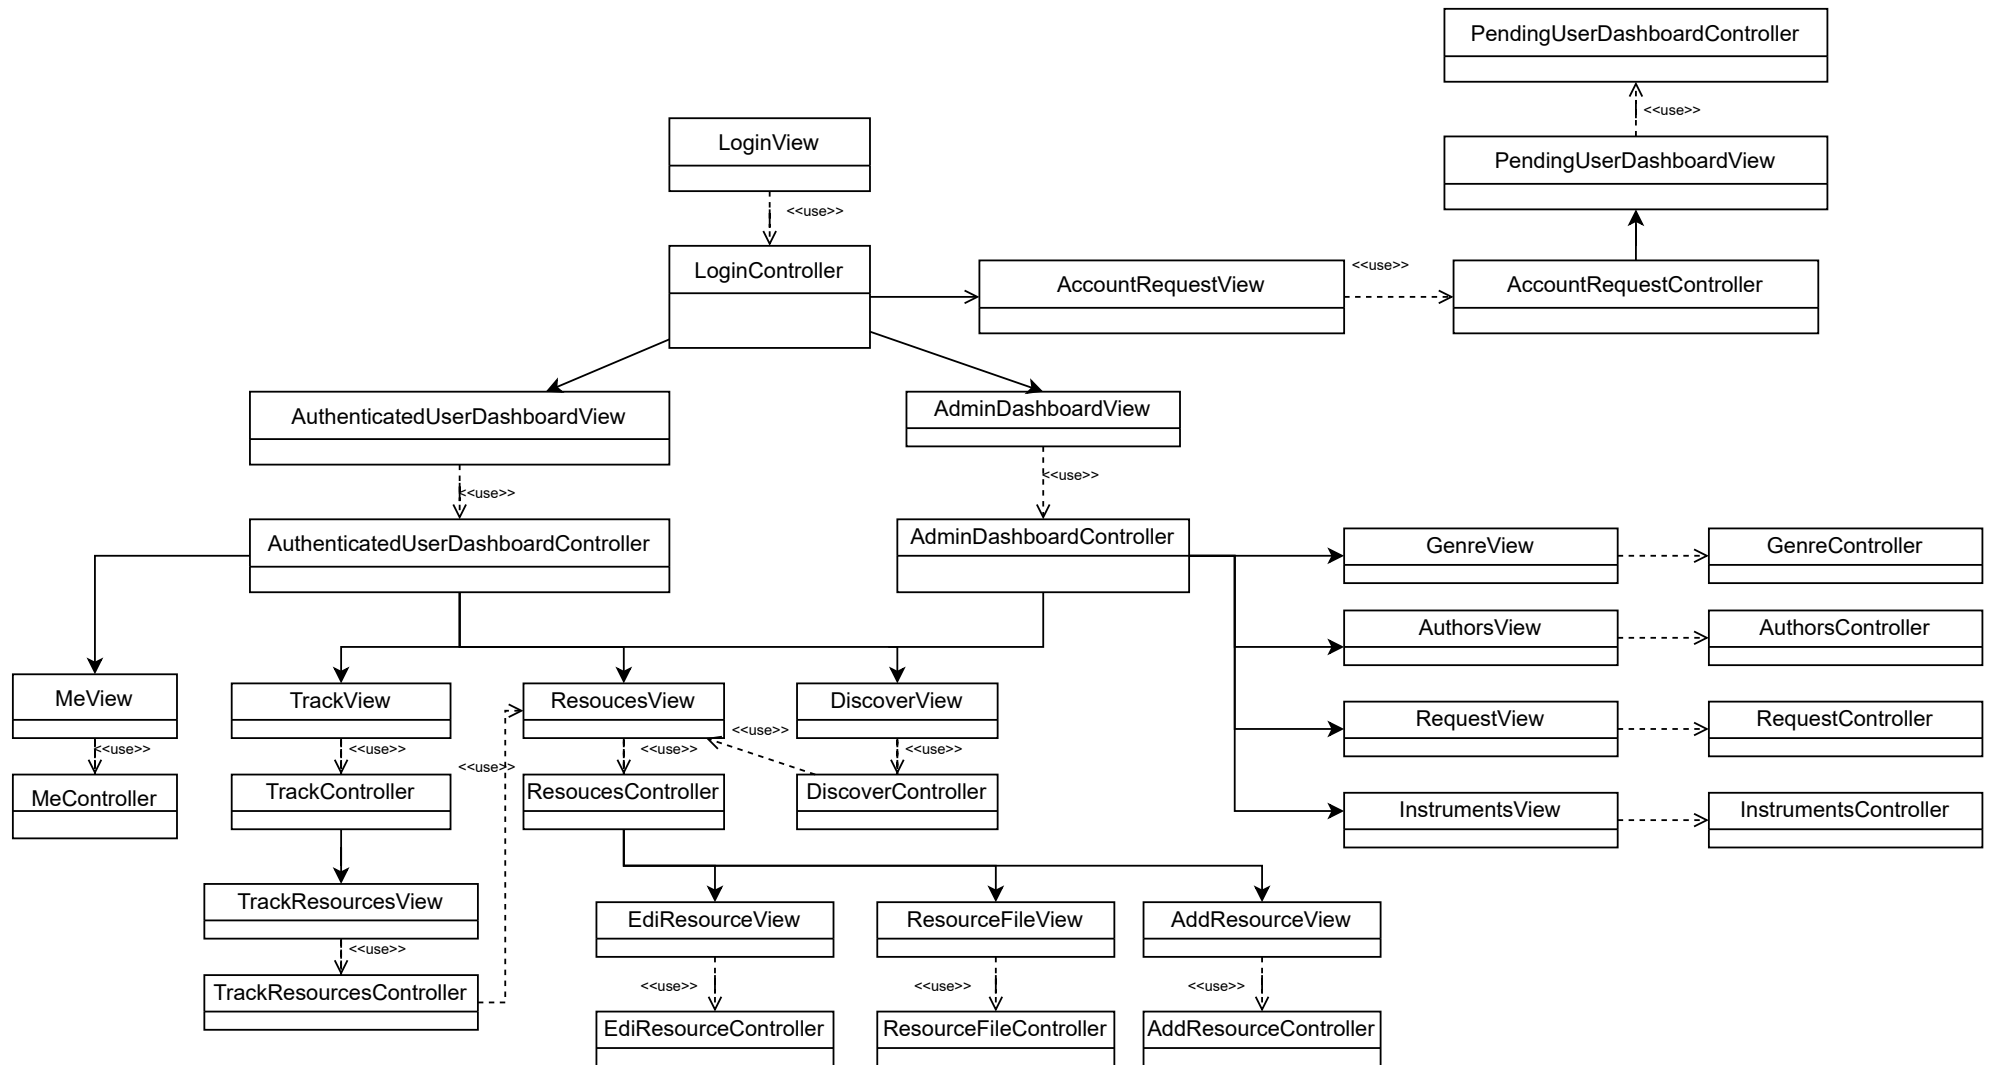 PendingUserDashboardController
<<use>>
LoginView
PendingUserDashboardView
<<use>>
LoginController
AccountRequestView
<<use>>
AccountRequestController
AuthenticatedUserDashboardView
AdminDashboardView
<<use>>
<<use>>
AuthenticatedUserDashboardController
AdminDashboardController
GenreView
GenreController
AuthorsView
AuthorsController
MeView
TrackView
ResoucesView
DiscoverView
RequestView
RequestController
<<use>>
<<use>>
<<use>>
<<use>>
<<use>>
<<use>>
MeController
TrackController
ResoucesController
DiscoverController
InstrumentsView
InstrumentsController
TrackResourcesView
EdiResourceView
ResourceFileView
AddResourceView
<<use>>
<<use>>
<<use>>
<<use>>
TrackResourcesController
EdiResourceController
ResourceFileController
AddResourceController